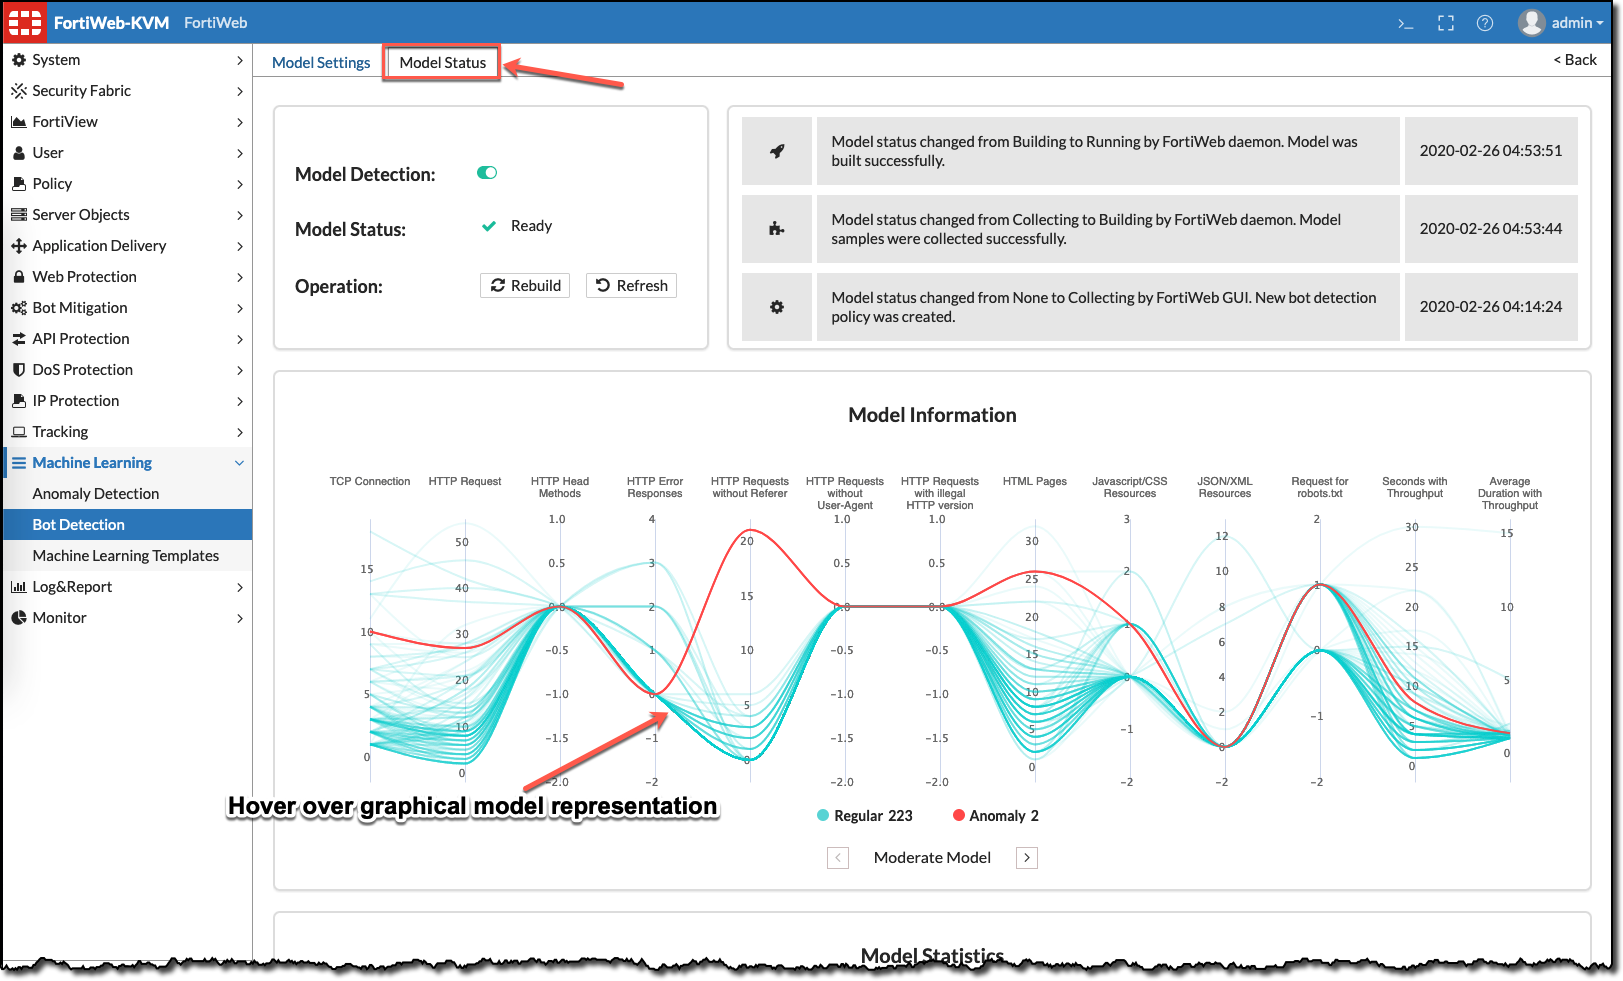 FortiWeb-KVM FortiWeb
>_ admin
System
Security Fabric
FortiView
User
Policy
Server Objects
Application Delivery
Web Protection
Bot Mitigation
API Protection
DoS Protection
IP Protection
Tracking
Machine Learning
Anomaly Detection
Bot Detection
Machine Learning Templates
Log&Report
Monitor
Model Settings Model Status < Back
Model Detection:
Model Status: Ready
Operation: Rebuild Refresh
Model status changed from Building to Running by FortiWeb daemon. Model was
built successfully.
2020-02-26 04:53:51
Model status changed from Collecting to Building by FortiWeb daemon. Model
samples were collected successfully.
2020-02-26 04:53:44
Model status changed from None to Collecting by FortiWeb GUI. New bot detection
policy was created.
2020-02-26 04:14:24
Model Information
TCP Connection
15
10
5
0
HTTP Request
50
40
30
20
10
0
HTTP Head
Methods
1.0
0.5
0.0
-0.5
-1.0
-1.5
-2.0
HTTP Error
Responses
4
3
2
1
0
-1
-2
HTTP Requests
without Referer
20
15
10
5
0
HTTP Requests
without
User-Agent
1.0
0.5
0.0
-0.5
-1.0
-1.5
-2.0
HTTP Requests
with illegal
HTTP version
1.0
0.5
0.0
-0.5
-1.0
-1.5
-2.0
HTML Pages
30
25
20
15
10
5
0
Javascript/CSS
Resources
3
2
1
0
-1
-2
JSON/XML
Resources
12
10
8
6
4
2
0
-2
Request for
robots.txt
2
1
0
-1
-2
Seconds with
Throughput
30
25
20
15
10
5
0
Average
Duration with
Throughput
15
10
5
0
Hover over graphical model representation
Regular 223 Anomaly 2
< Moderate Model >
Model Statistics